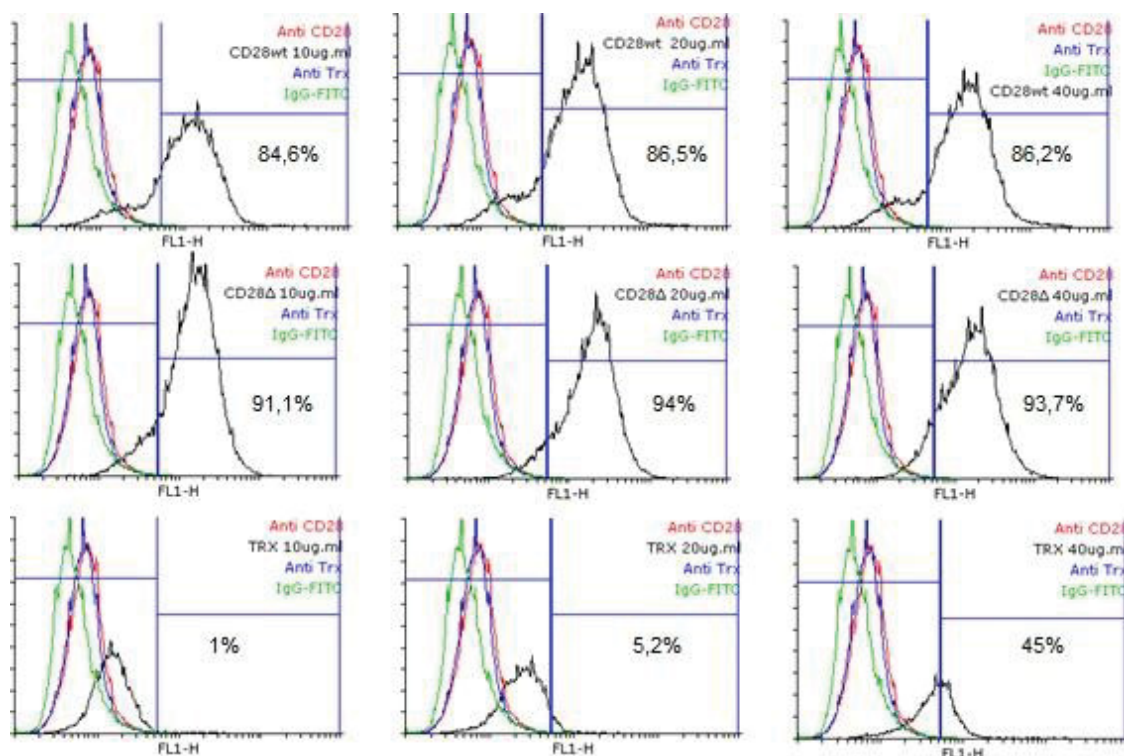 Anti CD28
CD28wt 10ug.ml
Anti Trx
IgG-FITC
84,6%
FL1-H
Anti CD28
CD28wt 20ug.ml
Anti Trx
IgG-FITC
86,5%
FL1-H
Anti CD28
Anti Trx
IgG-FITC
CD28wt 40ug.ml
86,2%
FL1-H
Anti CD28
CD28Δ 10ug.ml
Anti Trx
IgG-FITC
91,1%
FL1-H
Anti CD28
CD28Δ 20ug.ml
Anti Trx
IgG-FITC
94%
FL1-H
Anti CD28
CD28Δ 40ug.ml
Anti Trx
IgG-FITC
93,7%
FL1-H
Anti CD28
TRX 10ug.ml
Anti Trx
IgG-FITC
1%
FL1-H
Anti CD28
TRX 20ug.ml
Anti Trx
IgG-FITC
5,2%
FL1-H
Anti CD28
TRX 40ug.ml
Anti Trx
IgG-FITC
45%
FL1-H